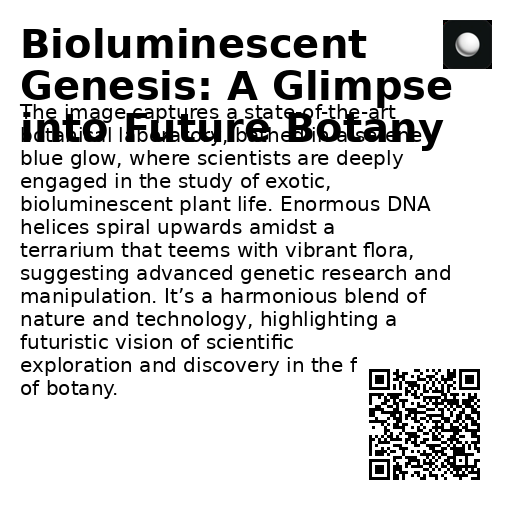 Bioluminescent
Genesis: A Glimpse
into Future Botany
The image captures a state-of-the-art
botanical laboratory, bathed in a serene
blue glow, where scientists are deeply
engaged in the study of exotic,
bioluminescent plant life. Enormous DNA
helices spiral upwards amidst a
terrarium that teems with vibrant flora,
suggesting advanced genetic research and
manipulation. It’s a harmonious blend of
nature and technology, highlighting a
futuristic vision of scientific
exploration and discovery in the f
of botany.